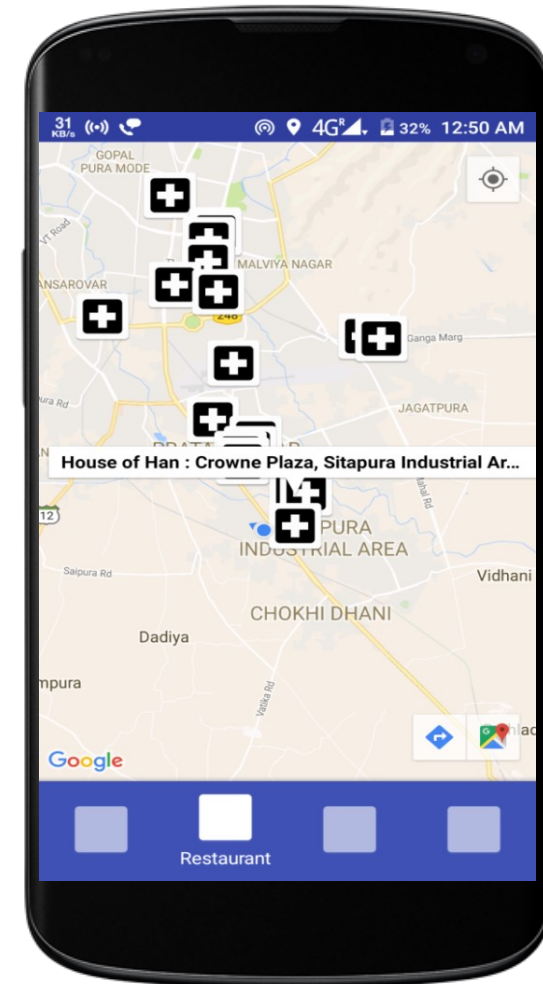 31
KB/s
4G R 32% 12:50 AM
GOPAL
PURA MODE
VT Road
MALVIYA NAGAR
ANSAROVAR
248
Ganga Marg
ura Rd
JAGATPURA
House of Han : Crowne Plaza, Sitapura Industrial Ar...
Mahal Rd
12
PURA
INDUSTRIAL AREA
Saipura Rd
Vidhani
CHOKHI DHANI
Dadiya
mpura
Vatika Rd
Google
Restaurant